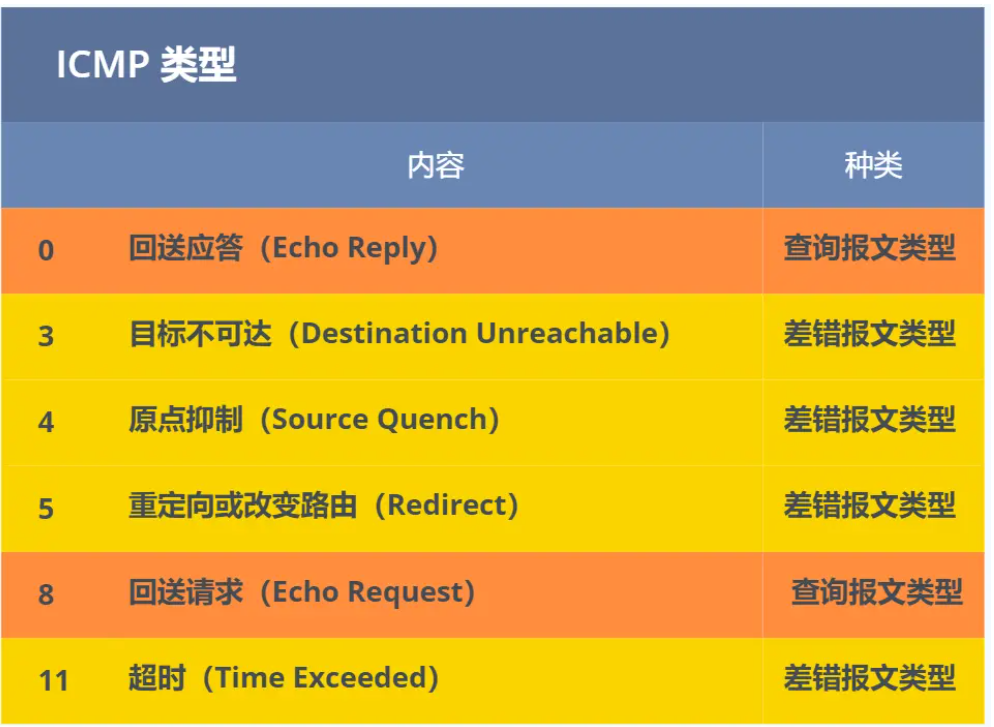 ICMP 类型
内容 种类
0 回送应答（Echo Reply） 查询报文类型
3 目标不可达（Destination Unreachable） 差错报文类型
4 原点抑制（Source Quench） 差错报文类型
5 重定向或改变路由（Redirect） 差错报文类型
8 回送请求（Echo Request） 查询报文类型
11 超时（Time Exceeded） 差错报文类型